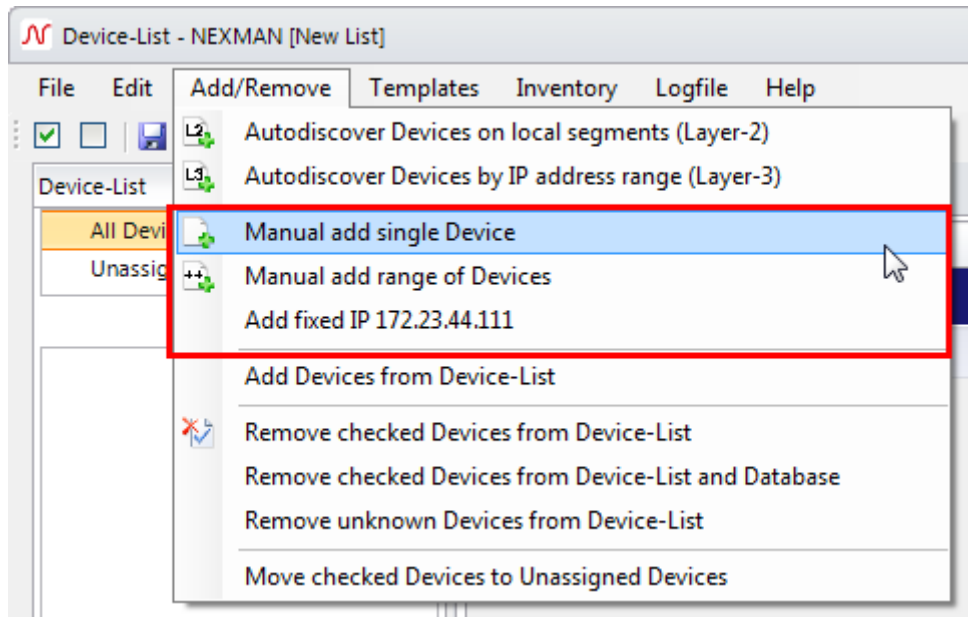 Device-List - NEXMAN [New List]
File Edit Add/Remove Templates Inventory Logfile Help
L2 Autodiscover Devices on local segments (Layer-2)
L3 Autodiscover Devices by IP address range (Layer-3)
Device-List
All Devi
Manual add single Device
Unassig
++ Manual add range of Devices
Add fixed IP 172.23.44.111
Add Devices from Device-List
Remove checked Devices from Device-List
Remove checked Devices from Device-List and Database
Remove unknown Devices from Device-List
Move checked Devices to Unassigned Devices